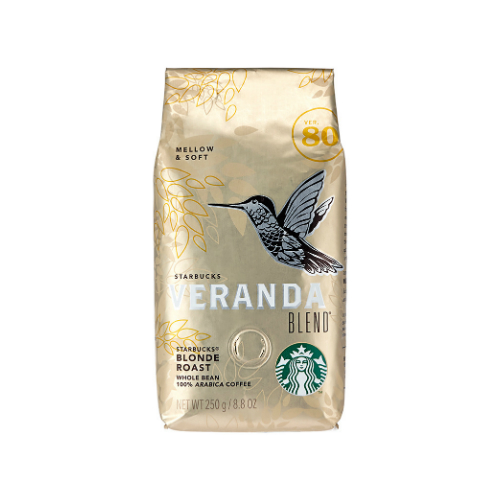 VER.
80
MELLOW
& SOFT
STARBUCKS
VERANDA
BLEND
STARBUCKS®
BLONDE
ROAST
WHOLE BEAN
100% ARABICA COFFEE
NET WT 250 g / 8.8 OZ